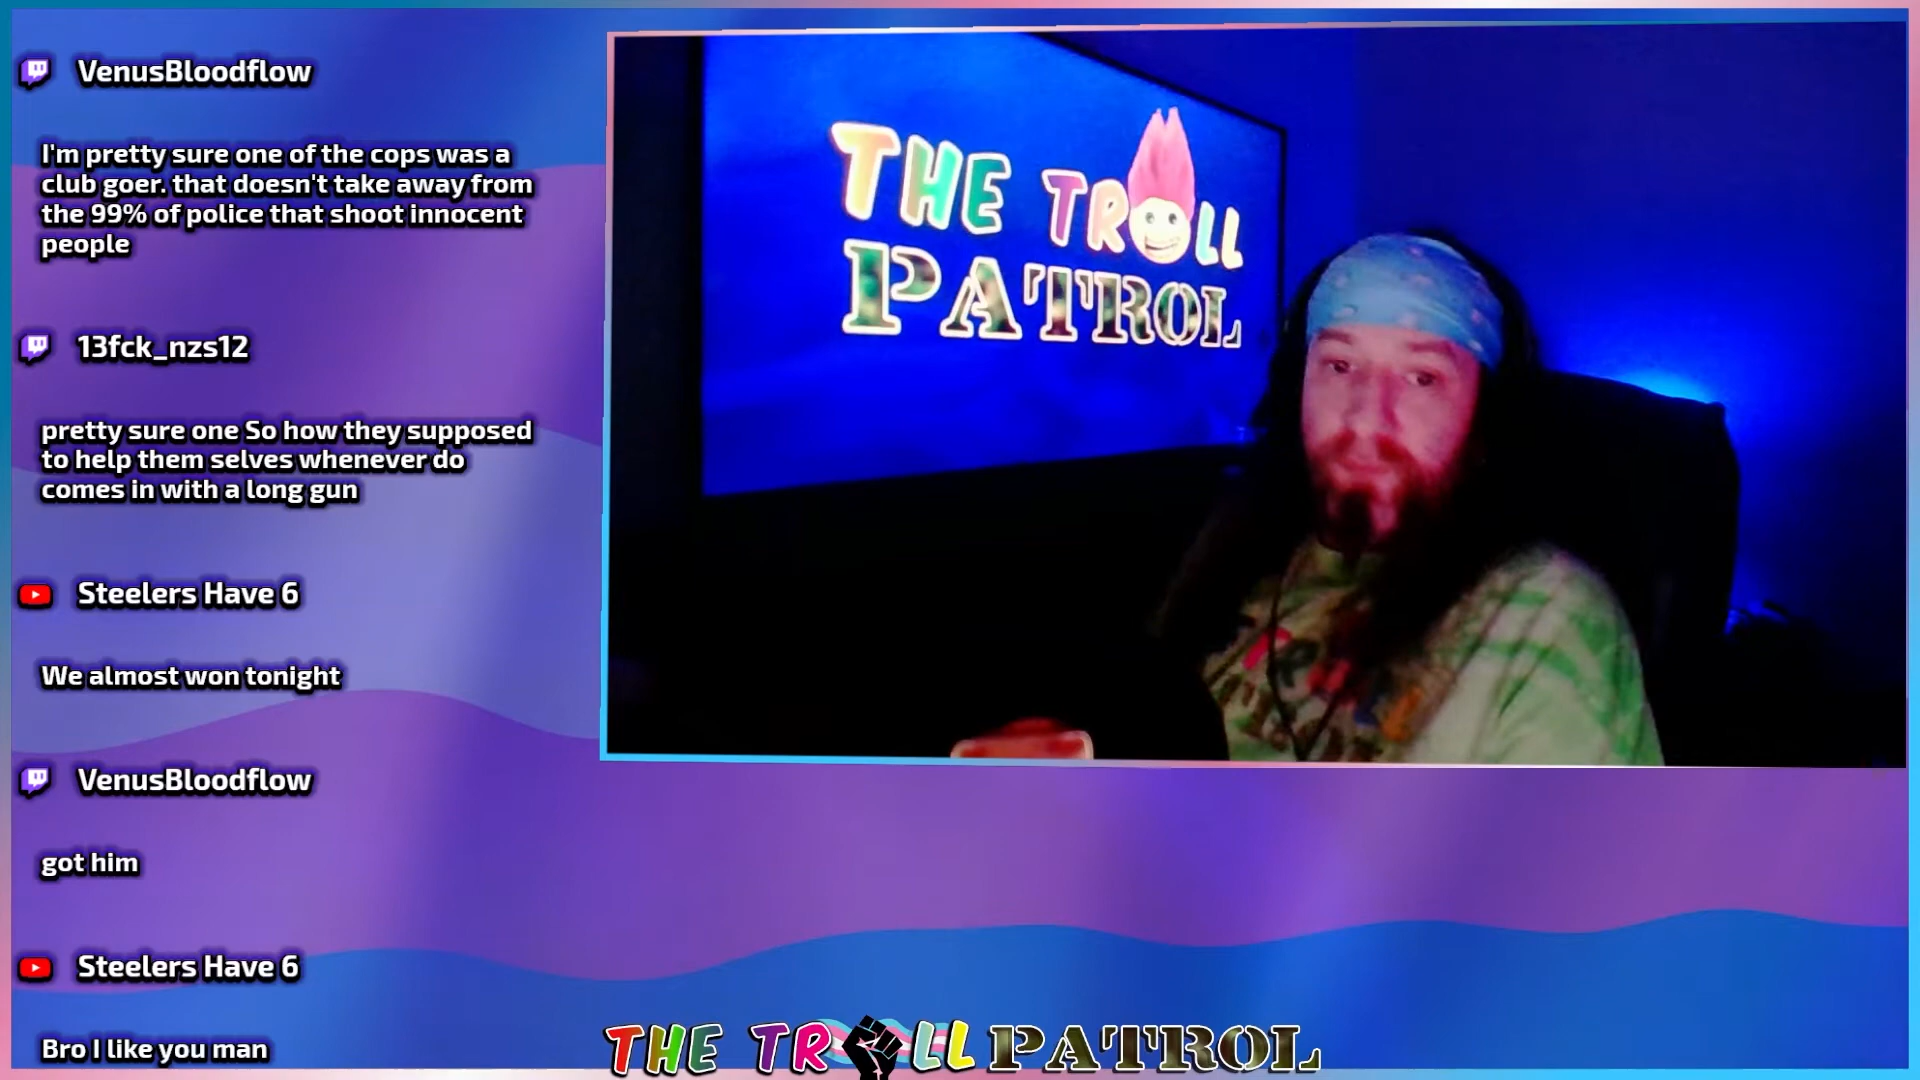 VenusBloodflow
I'm pretty sure one of the cops was a
club goer. that doesn't take away from
the 99% of police that shoot innocent
people
13fck_nzs12
pretty sure one So how they supposed
to help them selves whenever do
comes in with a long gun
Steelers Have 6
We almost won tonight
VenusBloodflow
got him
Steelers Have 6
Bro I like you man
THE TROLL
PATROL
THE TROLL PATROL